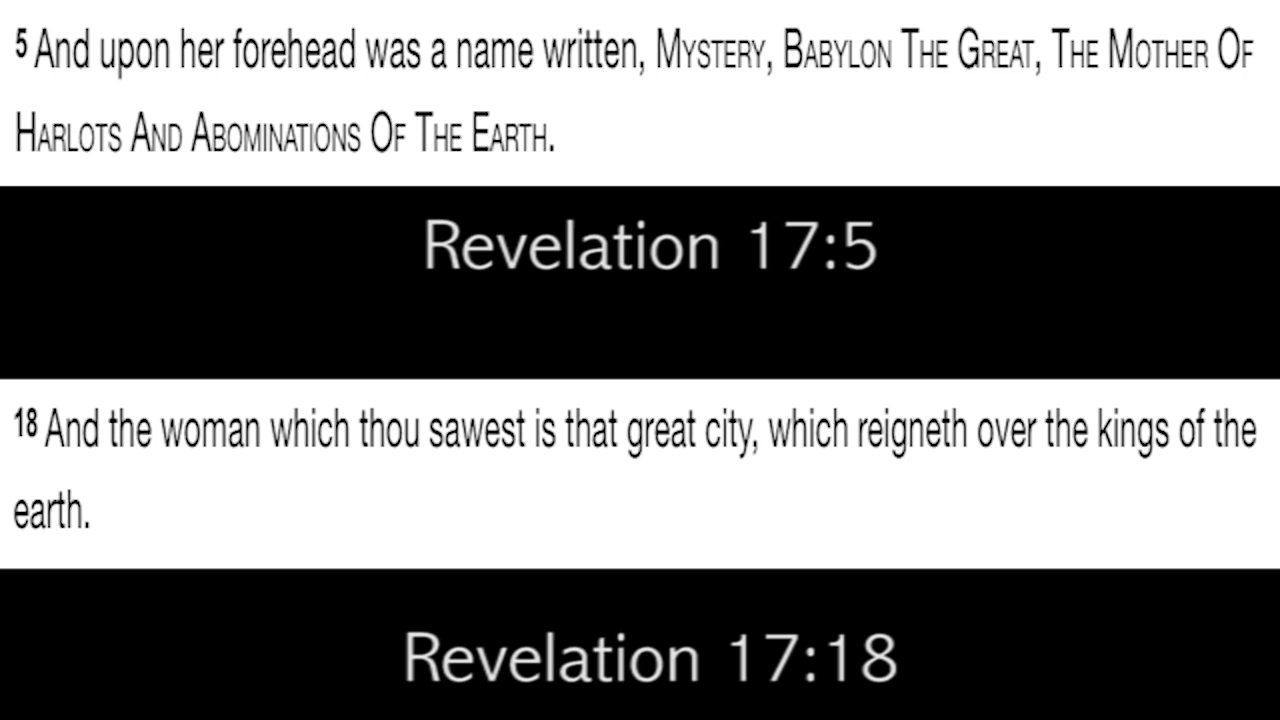 5 And upon her forehead was a name written, Mystery, Babylon The Great, The Mother Of
Harlots And Abominations Of The Earth.
Revelation 17:5
18 And the woman which thou sawest is that great city, which reigneth over the kings of the
earth.
Revelation 17:18